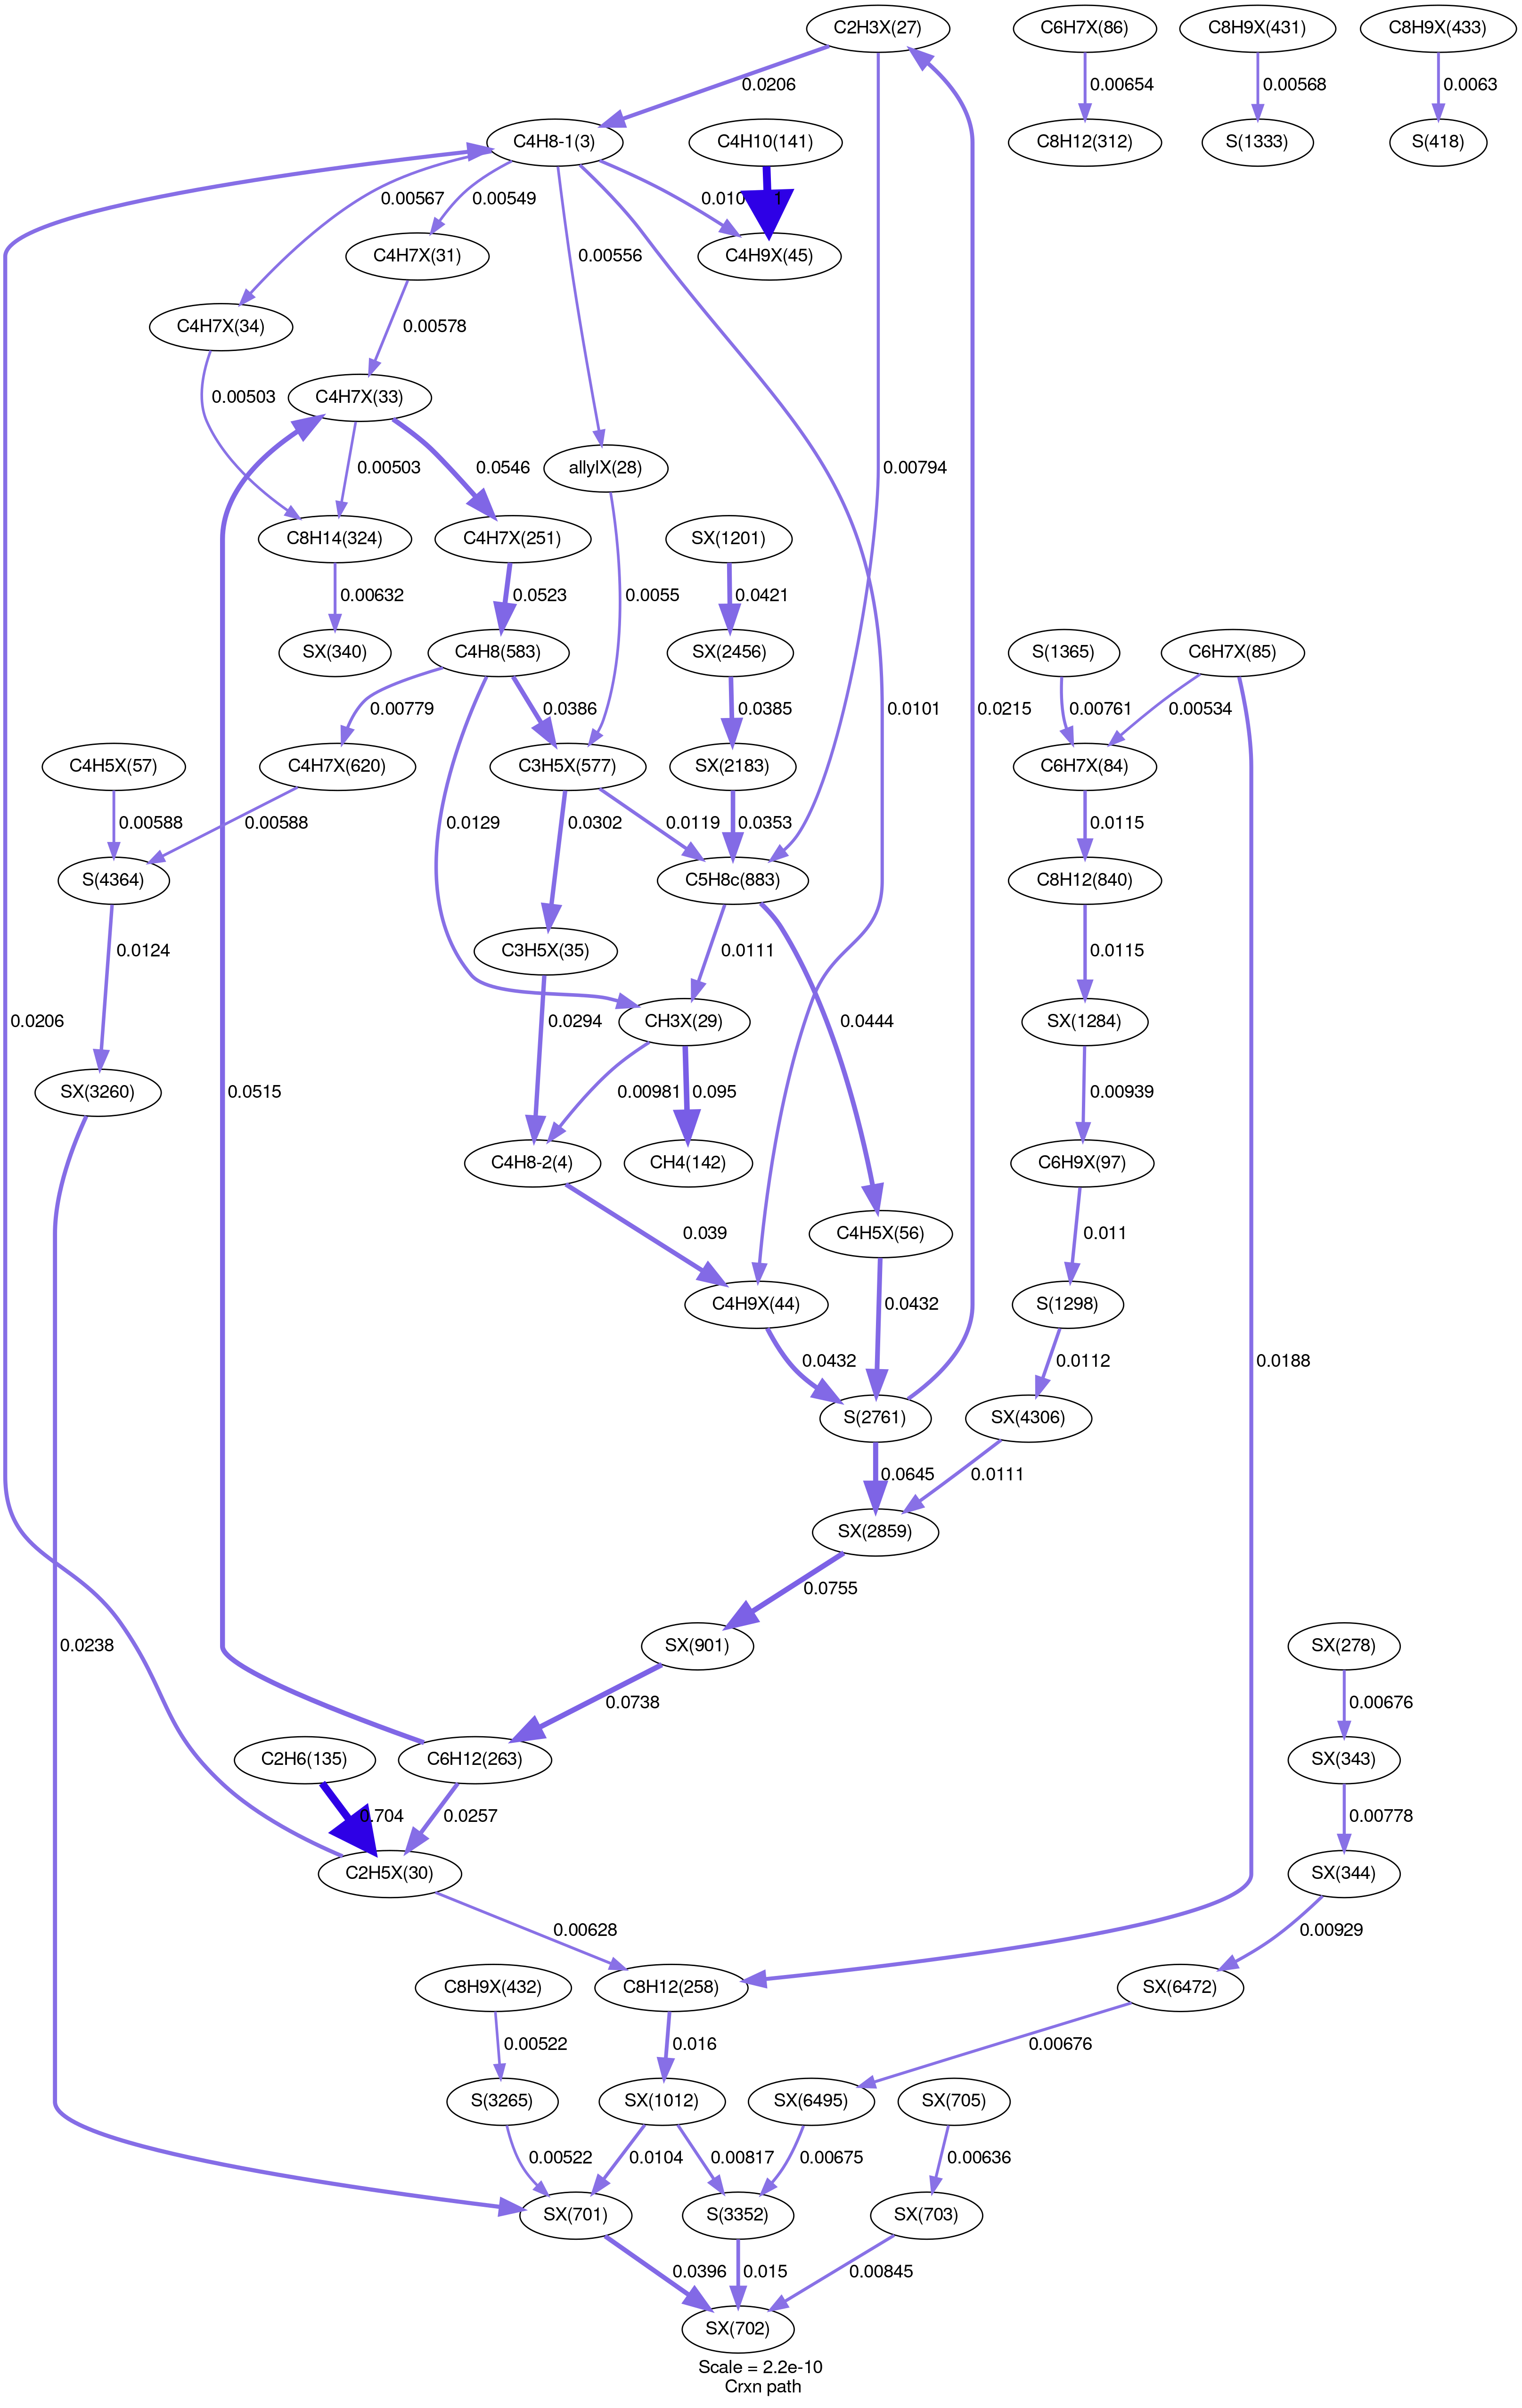 C2H3X(27)
C6H7X(86)
C8H9X(431)
C8H9X(433)
0.0206
0.00654
0.00568
0.0063
C4H8-1(3)
C4H10(141)
C8H12(312)
S(1333)
S(418)
0.00567
0.00549
0.010
1
C4H7X(31)
0.00556
C4H9X(45)
C4H7X(34)
0.00578
C4H7X(33)
0.00503
0.00503
0.0546
allylX(28)
0.00794
C8H14(324)
C4H7X(251)
SX(1201)
0.0215
0.00632
0.0523
0.0055
0.0421
0.0101
SX(340)
C4H8(583)
SX(2456)
S(1365)
C6H7X(85)
0.00779
0.0386
0.0385
0.00761
0.00534
C4H5X(57)
C4H7X(620)
C3H5X(577)
SX(2183)
C6H7X(84)
0.00588
0.00588
0.0129
0.0302
0.0119
0.0353
0.0115
S(4364)
C5H8c(883)
C8H12(840)
0.0124
C3H5X(35)
0.0111
0.0115
0.0206
0.0294
CH3X(29)
0.0444
SX(1284)
SX(3260)
0.0515
0.00981
0.095
0.00939
C4H8-2(4)
CH4(142)
C6H9X(97)
0.039
C4H5X(56)
0.011
C4H9X(44)
S(1298)
0.0432
0.0432
0.0112
0.0188
S(2761)
SX(4306)
0.0645
0.0111
SX(2859)
0.0755
0.0238
SX(901)
SX(278)
0.0738
0.00676
C2H6(135)
C6H12(263)
SX(343)
0.704
0.0257
0.00778
C2H5X(30)
SX(344)
0.00628
0.00929
C8H9X(432)
C8H12(258)
SX(6472)
0.00522
0.016
0.00676
S(3265)
SX(1012)
SX(6495)
SX(705)
0.00522
0.0104
0.00817
0.00675
0.00636
SX(701)
S(3352)
SX(703)
0.0396
0.015
0.00845
SX(702)
Scale = 2.2e-10
Crxn path